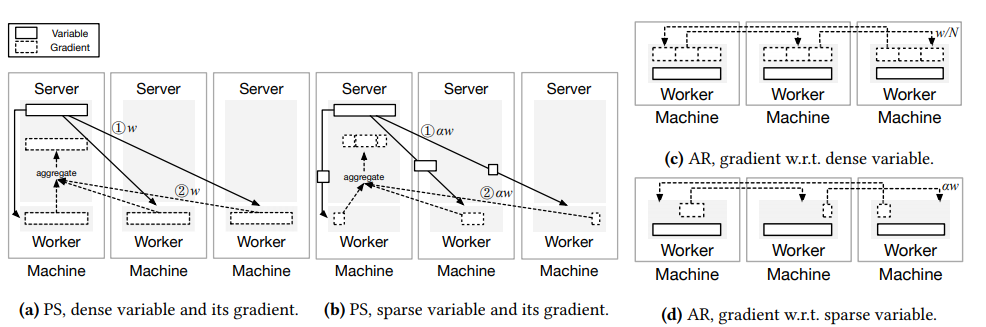 Variable
Gradient
Server
Server
Server
① w
aggregate
② w
Worker
Worker
Worker
Machine
Machine
Machine
(a) PS, dense variable and its gradient.
Server
Server
Server
① αw
aggregate
② αw
Worker
Worker
Worker
Machine
Machine
Machine
(b) PS, sparse variable and its gradient.
w/N
Worker
Worker
Worker
Machine
Machine
Machine
(c) AR, gradient w.r.t. dense variable.
αw
Worker
Worker
Worker
Machine
Machine
Machine
(d) AR, gradient w.r.t. sparse variable.